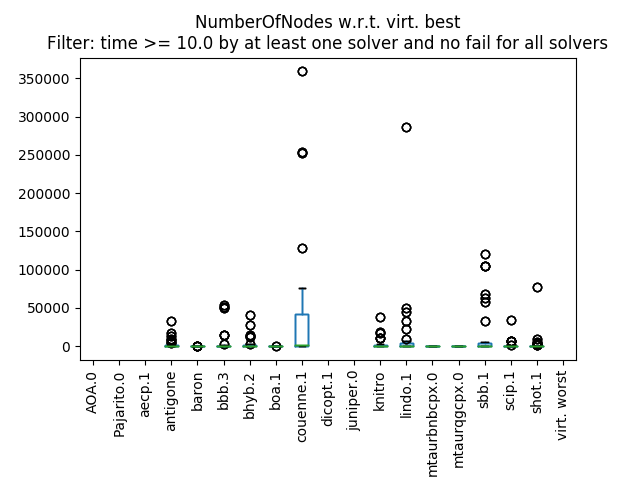 NumberOfNodes w.r.t. virt. best
Filter: time >= 10.0 by at least one solver and no fail for all solvers
350000
300000
250000
200000
150000
100000
50000
0
AOA.0
Pajarito.0
aecp.1
antigone
baron
bbb.3
bhyb.2
boa.1
couenne.1
dicopt.1
juniper.0
knitro
lindo.1
mtaurbnbcpx.0
mtaurqgcpx.0
sbb.1
scip.1
shot.1
virt. worst